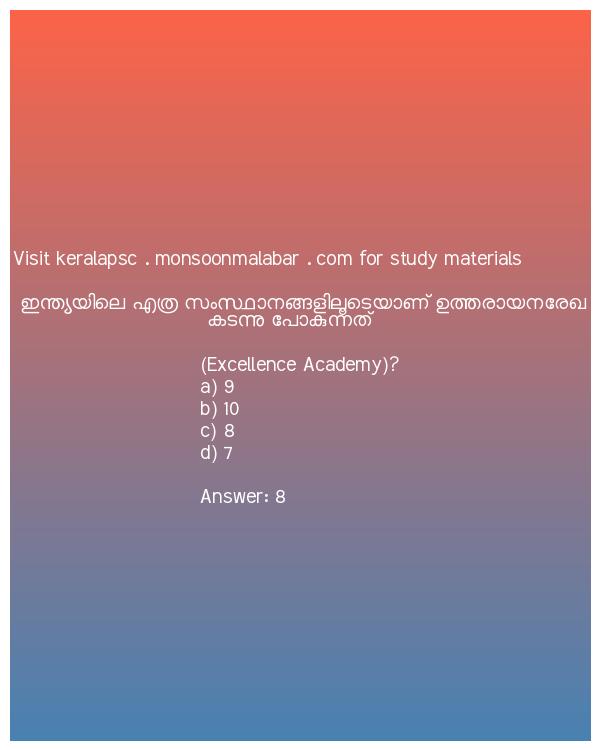 Visit keralapsc . monsoonmalabar . com for study materials
ഇന്ത്യയിലെ എത്ര സംസ്ഥാനങ്ങളിലൂടെയാണ് ഉത്തരായനരേഖ
കടന്നു പോകുന്നത്
(Excellence Academy)?
a) 9
b) 10
c) 8
d) 7
Answer: 8